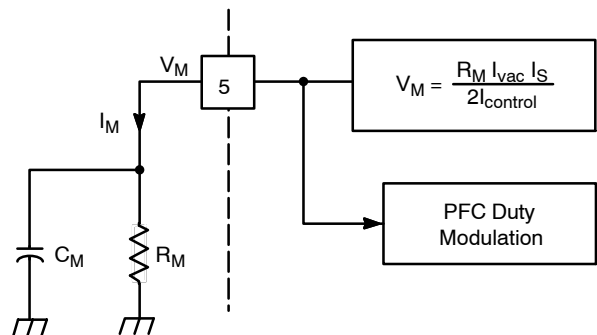 V_M
5
V_M = R_M I_vac I_S / 2I_control
I_M
PFC Duty
Modulation
C_M
R_M